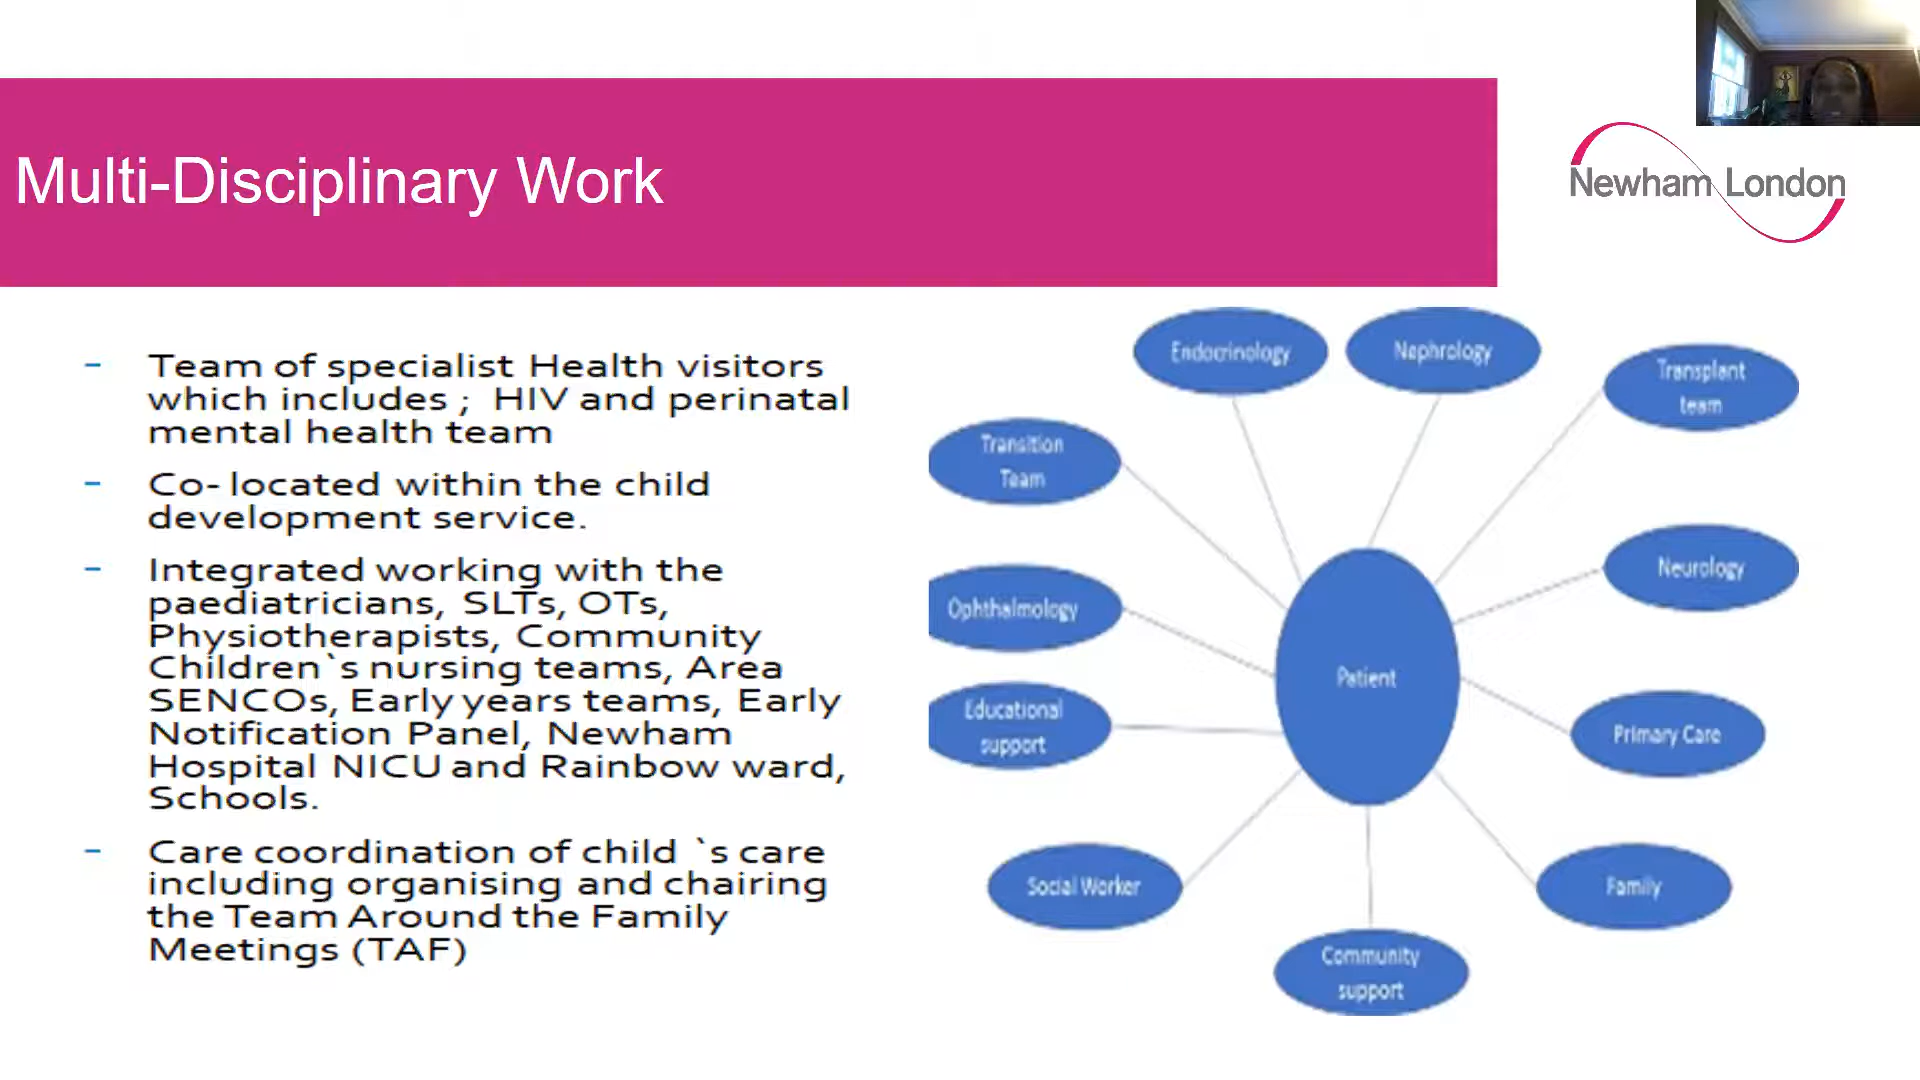 Multi-Disciplinary Work
Newham London
- Team of specialist Health visitors
which includes ; HIV and perinatal
mental health team
- Co- located within the child
development service.
- Integrated working with the
paediatricians, SLTs, OTs,
Physiotherapists, Community
Children`s nursing teams, Area
SENCOs, Early years teams, Early
Notification Panel, Newham
Hospital NICU and Rainbow ward,
Schools.
- Care coordination of child `s care
including organising and chairing
the Team Around the Family
Meetings (TAF)
Endocrinology
Nephrology
Transplant
team
Transition
Team
Neurology
Ophthalmology
Patient
Educational
support
Primary Care
Social Worker
Family
Community
support